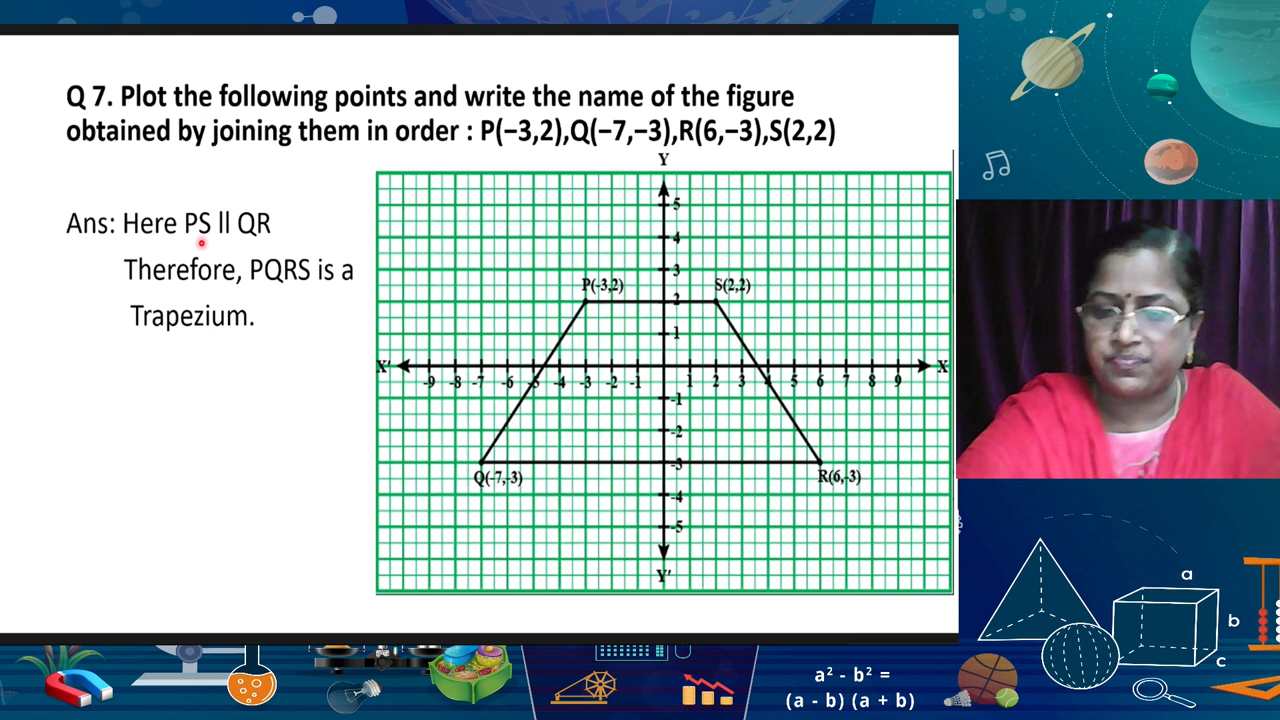 Q 7. Plot the following points and write the name of the figure
obtained by joining them in order : P(−3,2),Q(−7,−3),R(6,−3),S(2,2)
Ans: Here PS ll QR
Therefore, PQRS is a
Trapezium.
Y
5
4
3
P(-3,2) S(2,2)
2
1
X' X
-9 -8 -7 -6 -5 -4 -3 -2 -1 1 2 3 4 5 6 7 8 9
-1
-2
-3
Q(-7,-3) R(6,-3)
-4
-5
Y'
a
b
c
a² - b² =
(a - b) (a + b)